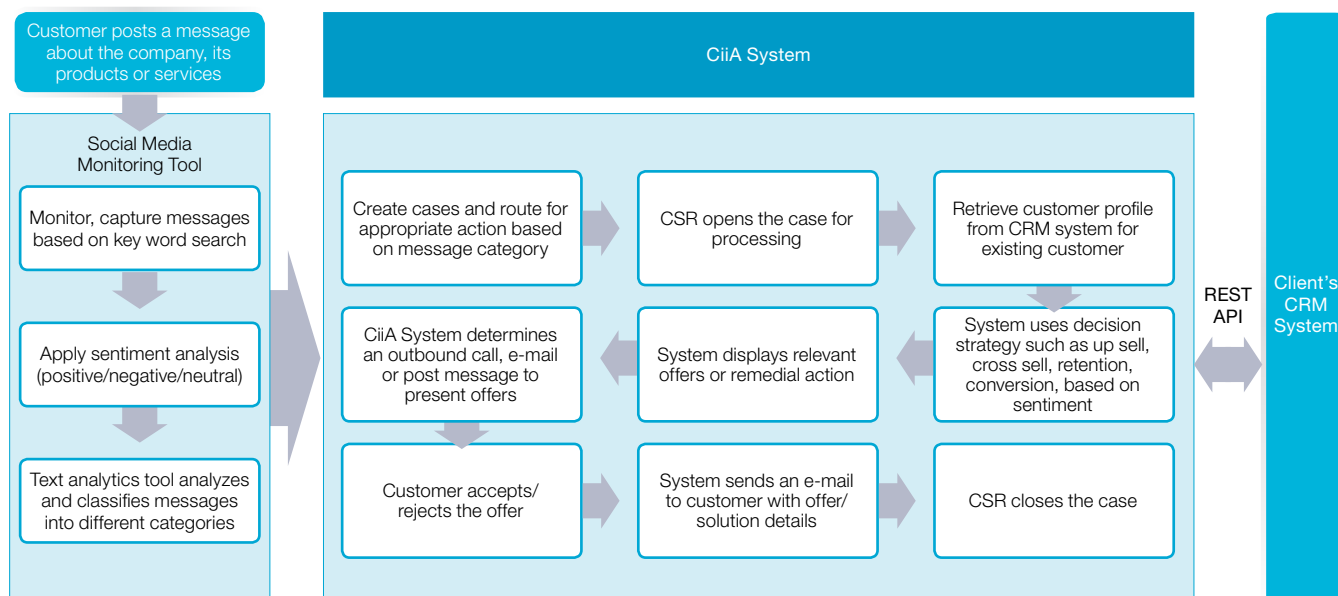 Customer posts a message
about the company, its
products or services
Social Media
Monitoring Tool
Monitor, capture messages
based on key word search
Apply sentiment analysis
(positive/negative/neutral)
Text analytics tool analyzes
and classifies messages
into different categories
CiiA System
Create cases and route for
appropriate action based
on message category
CSR opens the case for
processing
Retrieve customer profile
from CRM system for
existing customer
System uses decision
strategy such as up sell,
cross sell, retention,
conversion, based on
sentiment
System displays relevant
offers or remedial action
CiiA System determines
an outbound call, e-mail
or post message to
present offers
Customer accepts/
rejects the offer
System sends an e-mail
to customer with offer/
solution details
CSR closes the case
REST
API
Client's
CRM
System